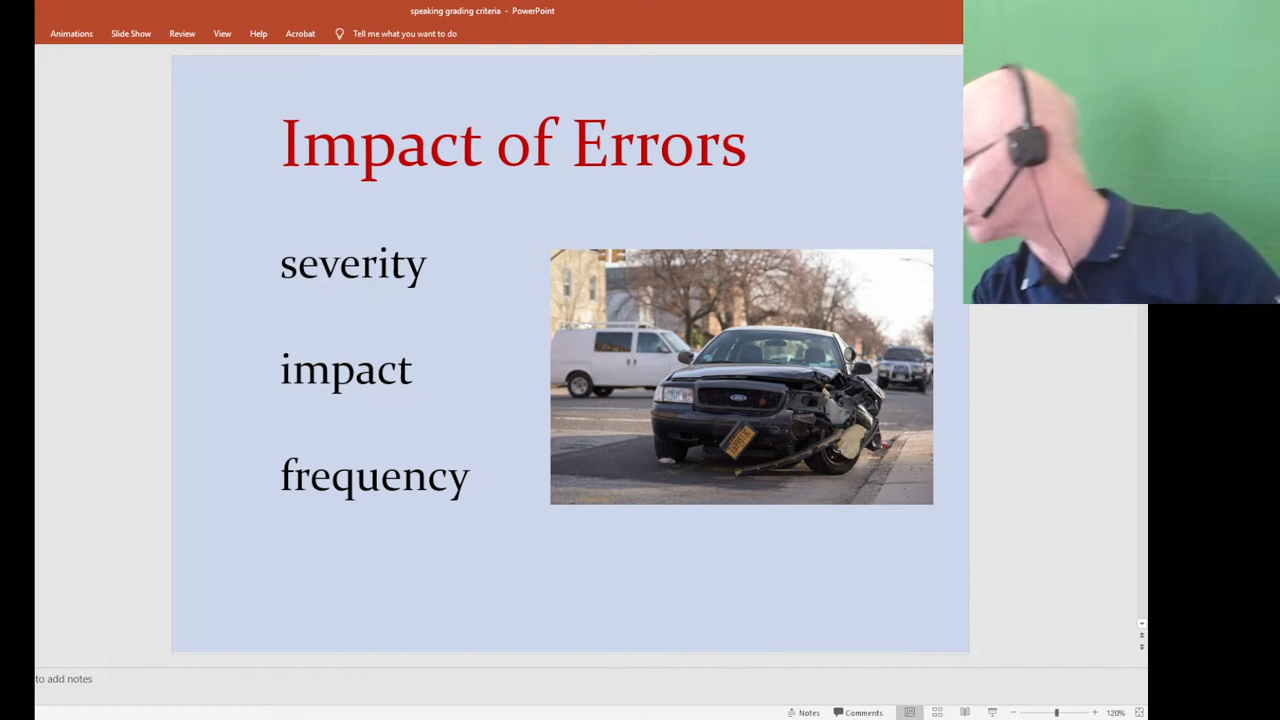 speaking grading criteria - PowerPoint
Animations Slide Show Review View Help Acrobat Tell me what you want to do
Impact of Errors
severity
impact
frequency
Ford
to add notes
Notes Comments 120%